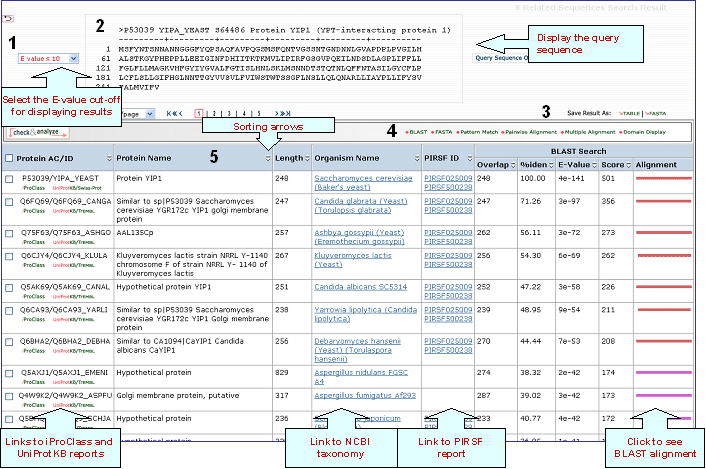 # Related Sequences Search Result
1
2
>P53039 YIPA_YEAST S64486 Protein YIP1 (YPT-interacting protein 1)
1 MSFYNTSNNANNGGGFYQPSAQFAVPQGSMSFQNTVGSSNTGNDNNLGVAPDPLPVGILH
61 ALSTKGYPHEPPLLEEIGINFDHIITKTKMVLIPIRFGSGVPQEILNDSDLAGPLIFFLL
121 FGLFLLMAGKVHFGYIYGVALFGTISLHNLSKLMSNNDTSTQTNLQFFNTASILGYCFLP
181 LCFLSLLGIFHGLNNTTGYVVSVLFVIWSTWTSSGFLNSLLQLQNARLLIAYPLLIFYSV
241 FALMVIFV
E value ≤ 10
Display the query sequence
Query Sequence O
Select the E-value cut-off for displaying results
/page
1 | 2 | 3 | 4 | 5 | 6
3
Save Result As:
TABLE | FASTA
check & analyze
Sorting arrows
4
BLAST
FASTA
Pattern Match
Pairwise Alignment
Multiple Alignment
Domain Display
5
BLAST Search
Protein AC/ID
Protein Name
Length
Organism Name
PIRSF ID
Overlap
%iden
E-Value
Score
Alignment
P53039/YIPA_YEAST
iProClass UniProtKB/Swiss-Prot
Protein YIP1
248
Saccharomyces cerevisiae (Baker's yeast)
PIRSF025009
PIRSF500238
248
100.00
4e-141
501
Q6FQ69/Q6FQ69_CANGA
iProClass UniProtKB/TrEMBL
Similar to sp|P53039 Saccharomyces cerevisiae YGR172c YIP1 golgi membrane protein
247
Candida glabrata (Yeast) (Torulopsis glabrata)
PIRSF025009
PIRSF500238
247
71.26
3e-97
356
Q75F63/Q75F63_ASHGO
iProClass UniProtKB/TrEMBL
AAL135Cp
257
Ashbya gossypii (Yeast) (Eremothecium gossypii)
PIRSF025009
PIRSF500238
262
56.11
3e-72
273
Q6CJY4/Q6CJY4_KLULA
iProClass UniProtKB/TrEMBL
Kluyveromyces lactis strain NRRL Y-1140 chromosome F of strain NRRL Y- 1140 of Kluyveromyces lactis
267
Kluyveromyces lactis (Yeast)
PIRSF025009
PIRSF500238
256
54.30
6e-69
262
Q5AK69/Q5AK69_CANAL
iProClass UniProtKB/TrEMBL
Hypothetical protein YIP1
251
Candida albicans SC5314
PIRSF025009
PIRSF500238
252
47.22
3e-58
226
Q6CA93/Q6CA93_YARLI
iProClass UniProtKB/TrEMBL
Similar to sp|P53039 Saccharomyces cerevisiae YGR172C YIP1 Golgi membrane protein
238
Yarrowia lipolytica (Candida lipolytica)
PIRSF025009
PIRSF500238
239
48.95
9e-54
211
Q6BHA2/Q6BHA2_DEBHA
iProClass UniProtKB/TrEMBL
Similar to CA1094|CaYIP1 Candida albicans CaYIP1
256
Debaryomyces hansenii (Yeast) (Torulaspora hansenii)
PIRSF025009
PIRSF500238
270
44.44
7e-53
208
Q5AXJ1/Q5AXJ1_EMENI
iProClass UniProtKB/TrEMBL
Hypothetical protein
829
Aspergillus nidulans FGSC A4
PIRSF025009
PIRSF500238
274
38.32
2e-42
174
Q4W9K2/Q4W9K2_ASPFU
iProClass UniProtKB/TrEMBL
Golgi membrane protein, putative
317
Aspergillus fumigatus Af293
PIRSF025009
PIRSF500238
287
39.02
3e-42
173
SCHJA
Hypothetical protein
236
japonicum
233
40.77
4e-42
172
Links to iProClass and UniProtKB reports
Link to NCBI taxonomy
Link to PIRSF report
Click to see BLAST alignment